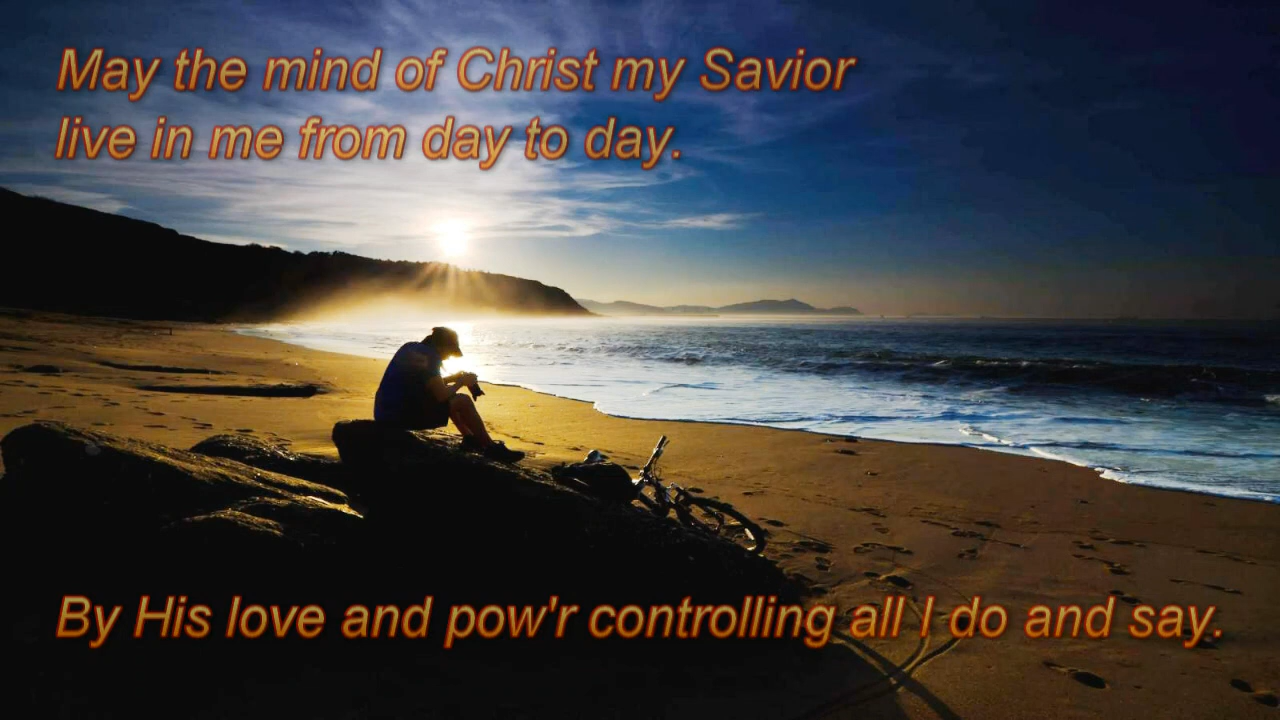 May the mind of Christ my Savior
live in me from day to day.
By His love and pow'r controlling all I do and say.